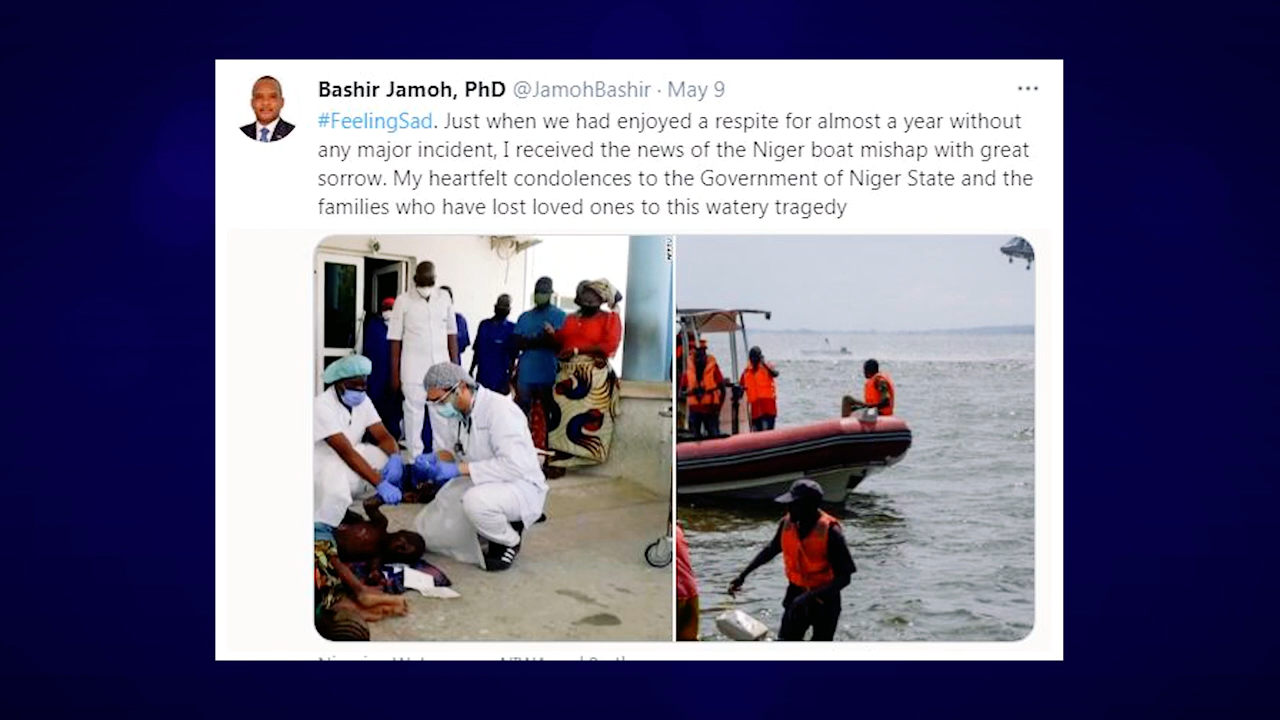 Bashir Jamoh, PhD @JamohBashir · May 9
#FeelingSad. Just when we had enjoyed a respite for almost a year without
any major incident, I received the news of the Niger boat mishap with great
sorrow. My heartfelt condolences to the Government of Niger State and the
families who have lost loved ones to this watery tragedy